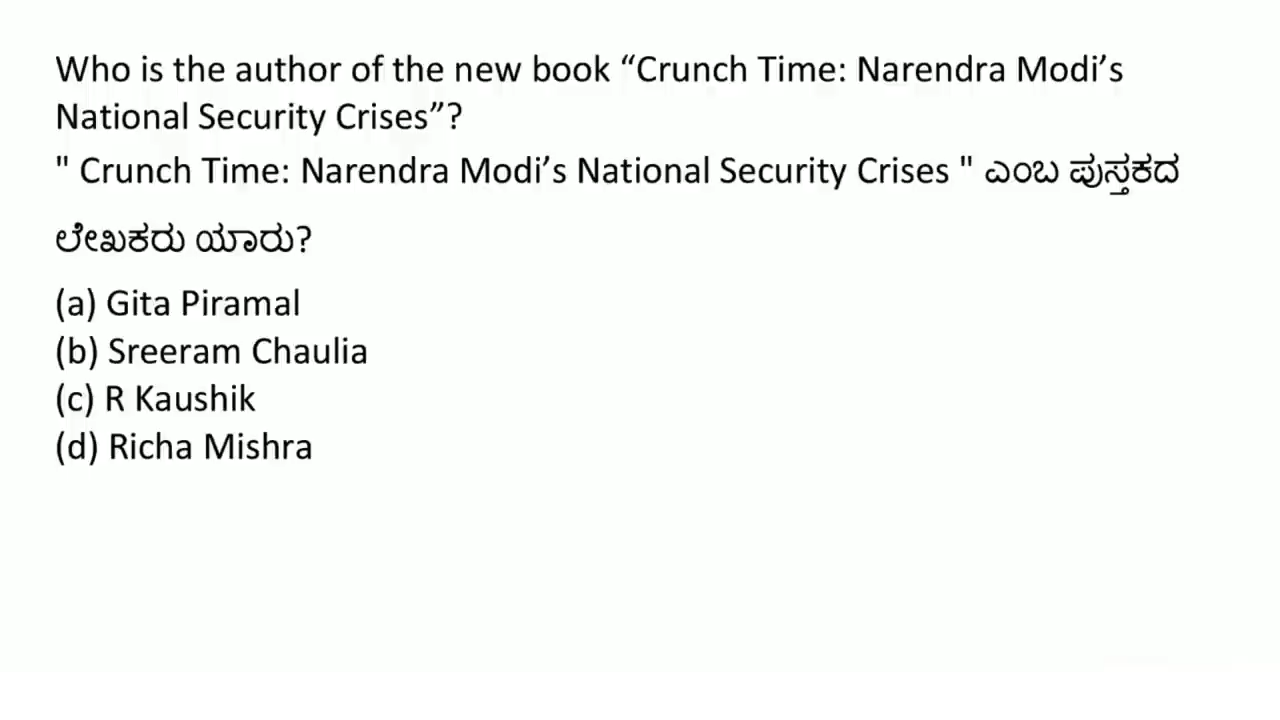 Who is the author of the new book “Crunch Time: Narendra Modi’s
National Security Crises”?
" Crunch Time: Narendra Modi’s National Security Crises " ಎಂಬ ಪುಸ್ತಕದ
ಲೇಖಕರು ಯಾರು?
(a) Gita Piramal
(b) Sreeram Chaulia
(c) R Kaushik
(d) Richa Mishra